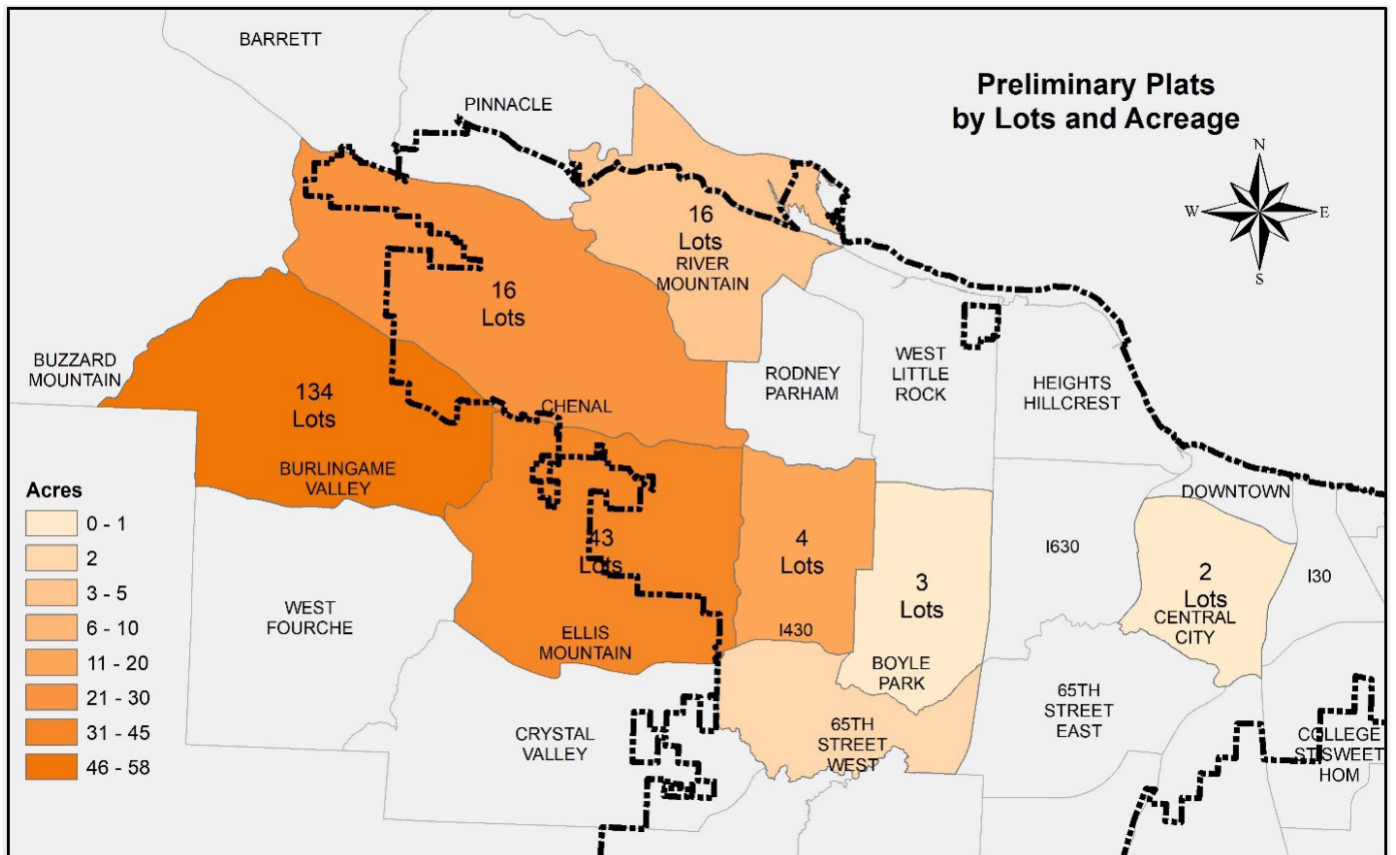 Preliminary Plats
by Lots and Acreage
N
W
E
S
BARRETT
PINNACLE
16
Lots
RIVER
MOUNTAIN
16
Lots
BUZZARD
MOUNTAIN
134
Lots
BURLINGAME
VALLEY
CHENAL
RODNEY
PARHAM
WEST
LITTLE
ROCK
HEIGHTS
HILLCREST
DOWNTOWN
43
Lots
ELLIS
MOUNTAIN
4
Lots
I430
3
Lots
BOYLE
PARK
I630
2
Lots
CENTRAL
CITY
I30
WEST
FOURCHE
CRYSTAL
VALLEY
65TH
STREET
WEST
65TH
STREET
EAST
COLLEGE
ST\SWEET
HOM
Acres
0 - 1
2
3 - 5
6 - 10
11 - 20
21 - 30
31 - 45
46 - 58